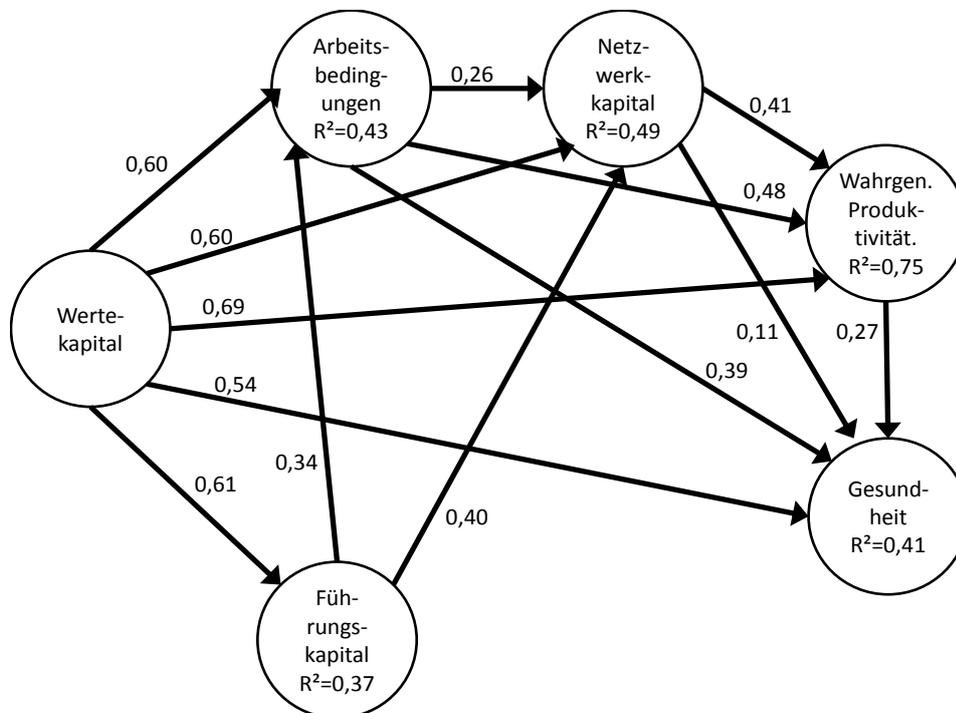 Arbeits-
beding-
ungen
R²=0,43
0,26
Netz-
werk-
kapital
R²=0,49
0,41
0,60
0,48
Wahrgen.
Produk-
tivität.
R²=0,75
0,60
Werte-
kapital
0,69
0,11
0,27
0,39
0,54
0,34
0,61
0,40
Gesund-
heit
R²=0,41
Füh-
rungs-
kapital
R²=0,37